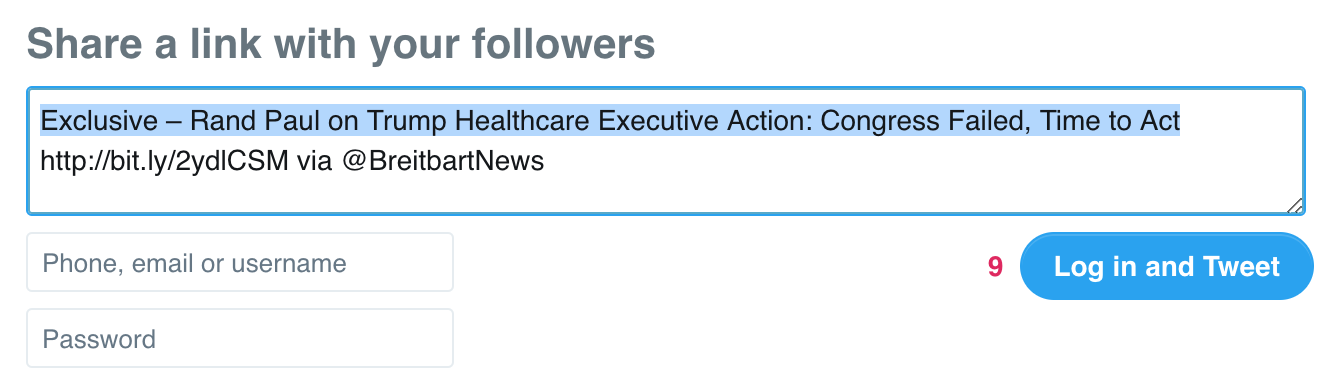 Share a link with your followers
Exclusive – Rand Paul on Trump Healthcare Executive Action: Congress Failed, Time to Act
http://bit.ly/2ydlCSM via @BreitbartNews
Phone, email or username
9
Log in and Tweet
Password